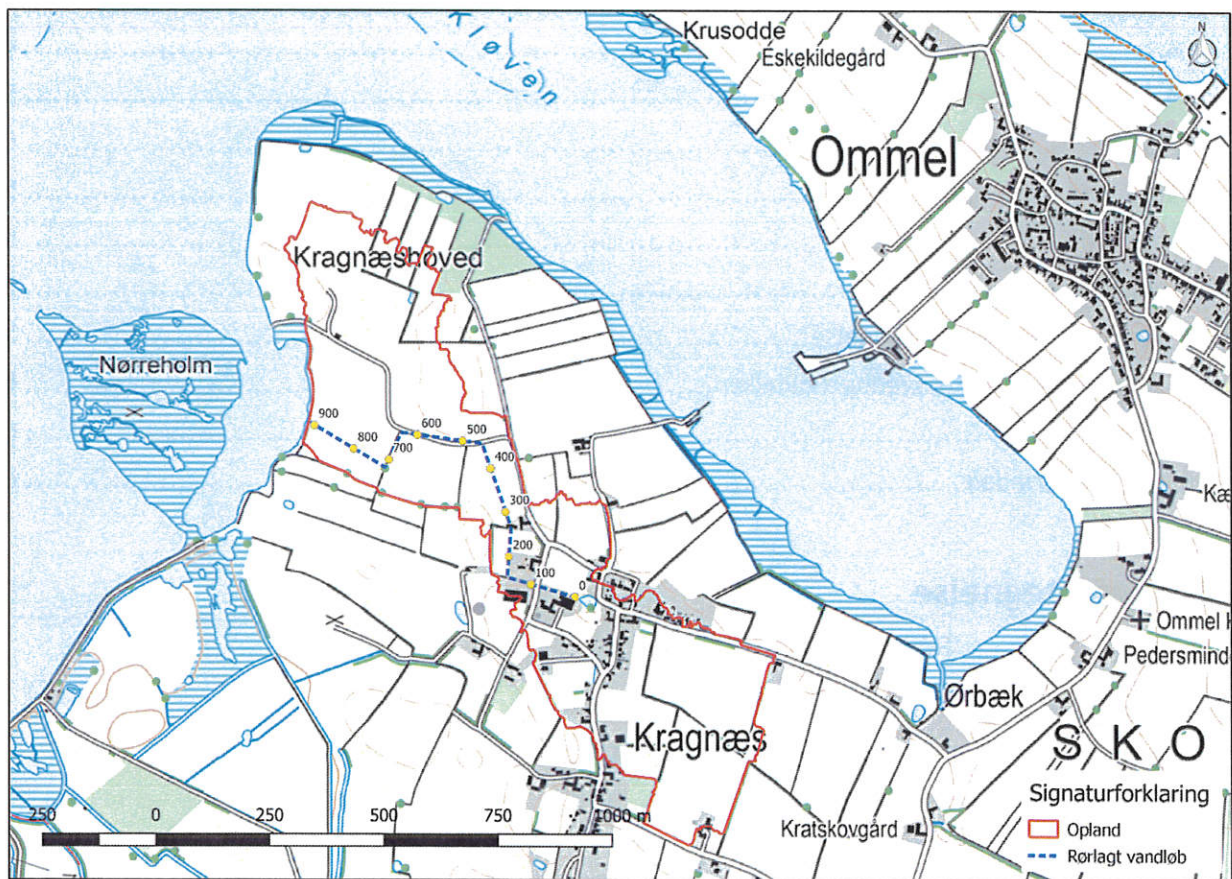 N
Kløven
Krusodde
Eskekildegård
Ommel
Kragnæshoved
Nørreholm
900
800
700
600
500
400
300
200
100
0
Ommel
Pedersmind
Ørbæk
Kragnæs
SKO
Kratskovgård
250 0 250 500 750 1000 m
Signaturforklaring
Opland
Rørlagt vandløb